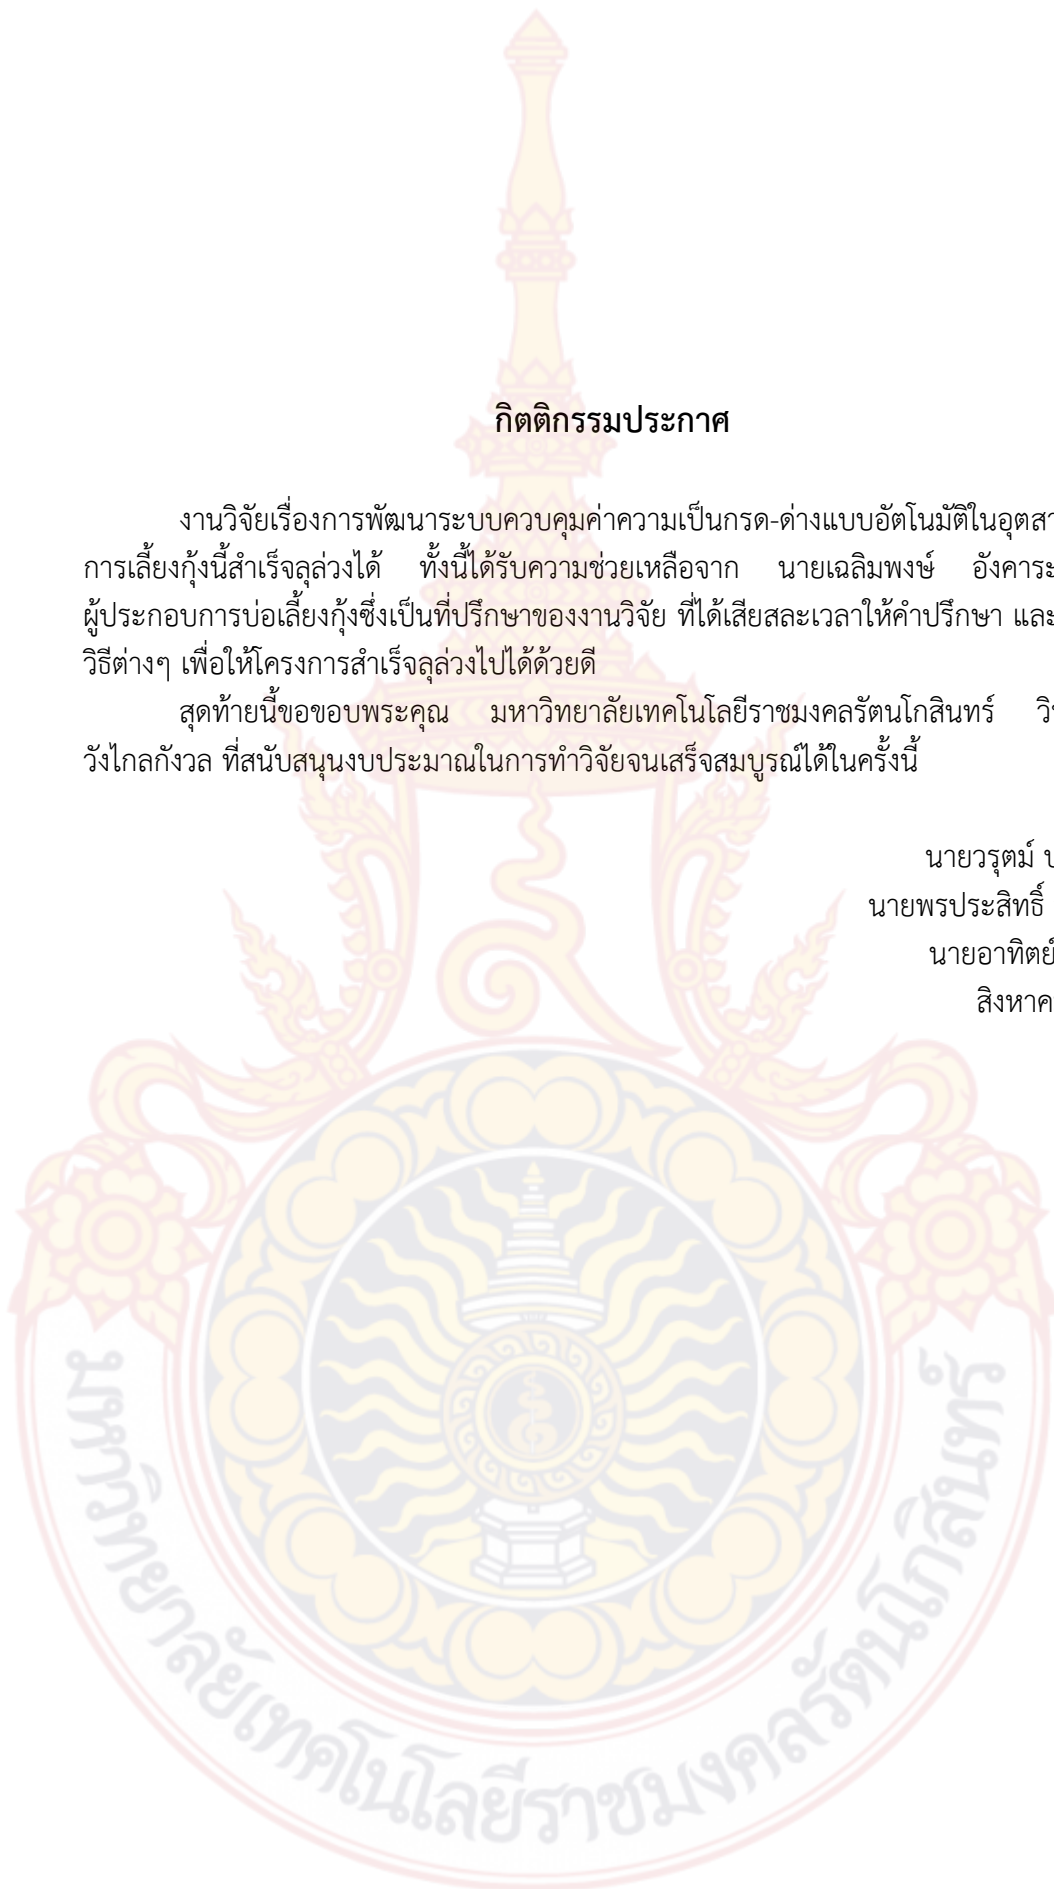 กิตติกรรมประกาศ
งานวิจัยเรื่องการพัฒนาระบบควบคุมค่าความเป็นกรด-ด่างแบบอัตโนมัติในอุตสา
การเลี้ยงกุ้งนี้สำเร็จลุล่วงได้ ทั้งนี้ได้รับความช่วยเหลือจาก นายเฉลิมพงษ์ อังคาระ
ผู้ประกอบการบ่อเลี้ยงกุ้งซึ่งเป็นที่ปรึกษาของงานวิจัย ที่ได้เสียสละเวลาให้คำปรึกษา และ
วิธีต่างๆ เพื่อให้โครงการสำเร็จลุล่วงไปได้ด้วยดี
สุดท้ายนี้ขอขอบพระคุณ มหาวิทยาลัยเทคโนโลยีราชมงคลรัตนโกสินทร์ วิ
วังไกลกังวล ที่สนับสนุนงบประมาณในการทำวิจัยจนเสร็จสมบูรณ์ได้ในครั้งนี้
นายวรุตม์
นายพรประสิทธิ์
นายอาทิตย์
สิงหาค
มหาวิทยาลัยเทคโนโลยีราชมงคลรัตนโกสินทร์